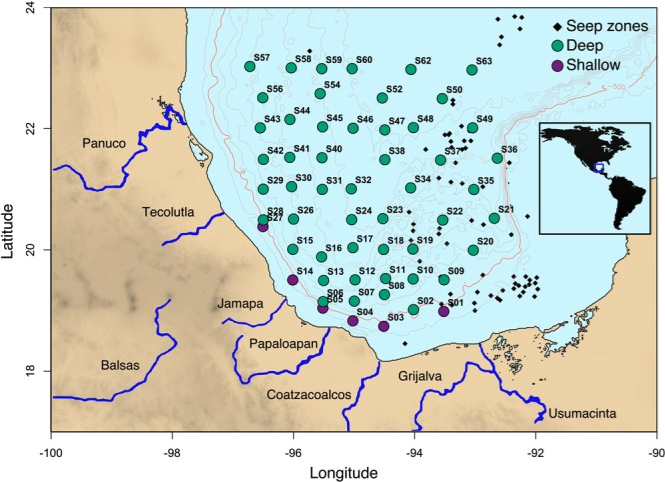 24
22
20
18
Latitude
-100
-98
-96
-94
-92
-90
Longitude
Seep zones
Deep
Shallow
S57
S58
S59
S60
S62
S63
S56
S54
S52
S50
S43
S44
S45
S46
S47
S48
S49
S42
S41
S40
S38
S37
S36
S29
S30
S31
S32
S34
S35
S28
S27
S26
S24
S23
S22
S21
S15
S16
S17
S18
S19
S20
S14
S13
S12
S11
S10
S09
S06
S05
S07
S08
S04
S03
S02
S01
Panuco
Tecolutla
Jamapa
Papaloapan
Balsas
Coatzacoalcos
Grijalva
Usumacinta
-500